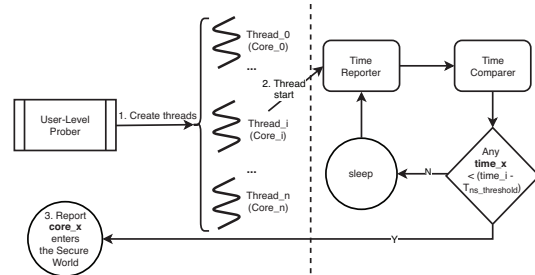 Thread_0
(Core_0)
...
2. Thread
start
Time
Reporter
Time
Comparer
User-Level
Prober
1. Create threads
Thread_i
(Core_i)
...
Thread_n
(Core_n)
sleep
N
Any
time_x
< (time_i -
Tns_threshold)
Y
3. Report
core_x
enters
the Secure
World